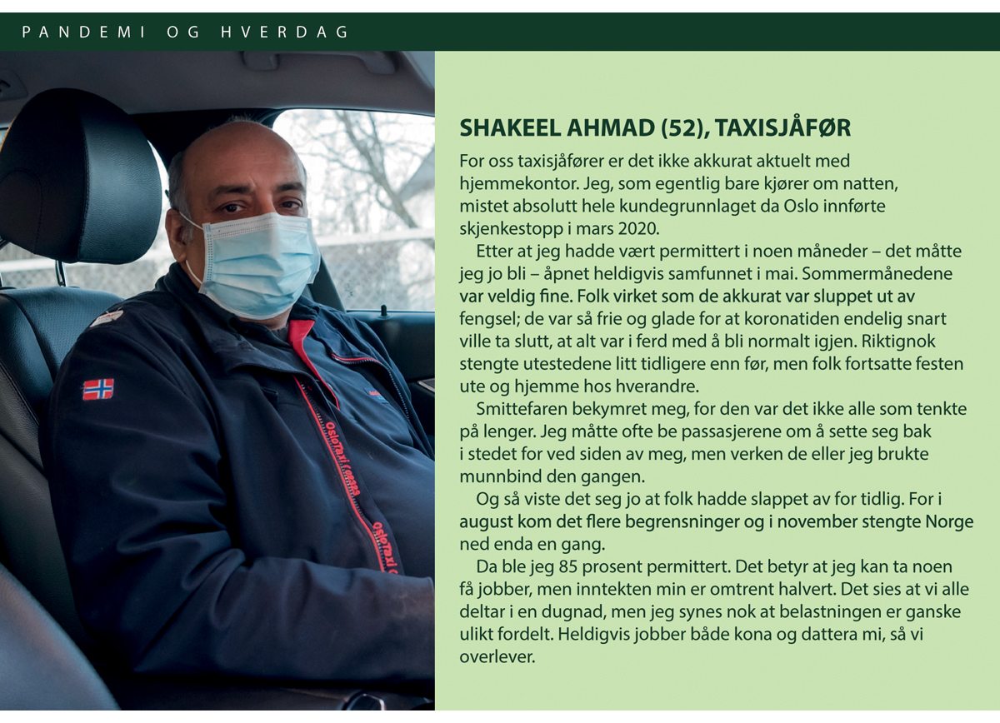 PANDEMI OG HVERDAG
SHAKEEL AHMAD (52), TAXISJÅFØR
For oss taxisjåfører er det ikke akkurat aktuelt med
hjemmekontor. Jeg, som egentlig bare kjører om natten,
mistet absolutt hele kundegrunnlaget da Oslo innførte
skjenkestopp i mars 2020.
Etter at jeg hadde vært permittert i noen måneder – det måtte
jeg jo bli – åpnet heldigvis samfunnet i mai. Sommermånedene
var veldig fine. Folk virket som de akkurat var sluppet ut av
fengsel; de var så frie og glade for at koronatiden endelig snart
ville ta slutt, at alt var i ferd med å bli normalt igjen. Riktignok
stengte utestedene litt tidligere enn før, men folk fortsatte festen
ute og hjemme hos hverandre.
Smittefaren bekymret meg, for den var det ikke alle som tenkte
på lenger. Jeg måtte ofte be passasjerene om å sette seg bak
i stedet for ved siden av meg, men verken de eller jeg brukte
munnbind den gangen.
Og så viste det seg jo at folk hadde slappet av for tidlig. For i
august kom det flere begrensninger og i november stengte Norge
ned enda en gang.
Da ble jeg 85 prosent permittert. Det betyr at jeg kan ta noen
få jobber, men inntekten min er omtrent halvert. Det sies at vi alle
deltar i en dugnad, men jeg synes nok at belastningen er ganske
ulikt fordelt. Heldigvis jobber både kona og dattera mi, så vi
overlever.
OsloTaxi
OsloTaxi